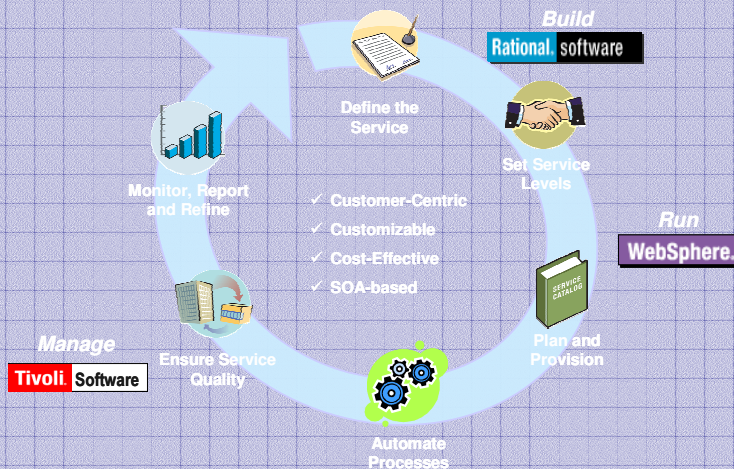 Build
Rational. software
Define the
Service
Set Service
Levels
Monitor, Report
and Refine
✓ Customer-Centric
✓ Customizable
✓ Cost-Effective
✓ SOA-based
Run
WebSphere.
SERVICE
CATALOG
Plan and
Provision
Manage
Tivoli. Software
Ensure Service
Quality
Automate
Processes